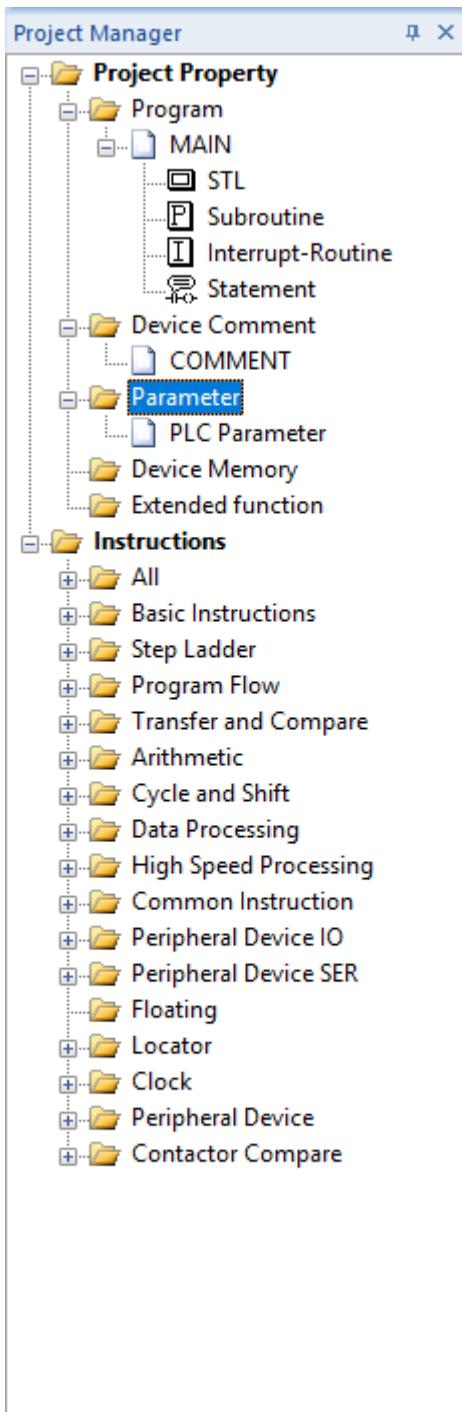 Project Manager
Project Property
Program
MAIN
STL
P Subroutine
I Interrupt-Routine
Statement
Device Comment
COMMENT
Parameter
PLC Parameter
Device Memory
Extended function
Instructions
All
Basic Instructions
Step Ladder
Program Flow
Transfer and Compare
Arithmetic
Cycle and Shift
Data Processing
High Speed Processing
Common Instruction
Peripheral Device IO
Peripheral Device SER
Floating
Locator
Clock
Peripheral Device
Contactor Compare